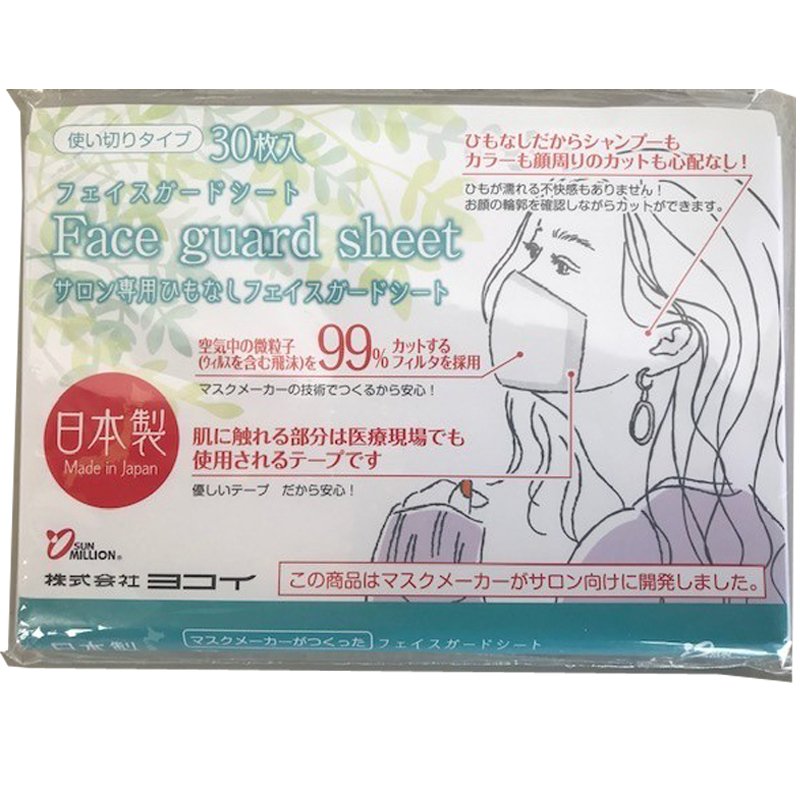 使い切りタイプ 30枚入
フェイスガードシート
Face guard sheet
サロン専用ひもなしフェイスガードシート
ひもなしだからシャンプーも
カラーも顔周りのカットも心配なし！
ひもが濡れる不快感もありません！
お顔の輪郭を確認しながらカットができます。
空気中の微粒子
(ウィルスを含む飛沫)を 99% カットする
フィルタを採用
マスクメーカーの技術でつくるから安心！
日本製
Made in Japan
肌に触れる部分は医療現場でも
使用されるテープです
優しいテープ だから安心！
SUN
MILLION®
株式会社 ヨコイ
この商品はマスクメーカーがサロン向けに開発しました。
日本製 マスクメーカーがつくった フェイスガードシート
SUN